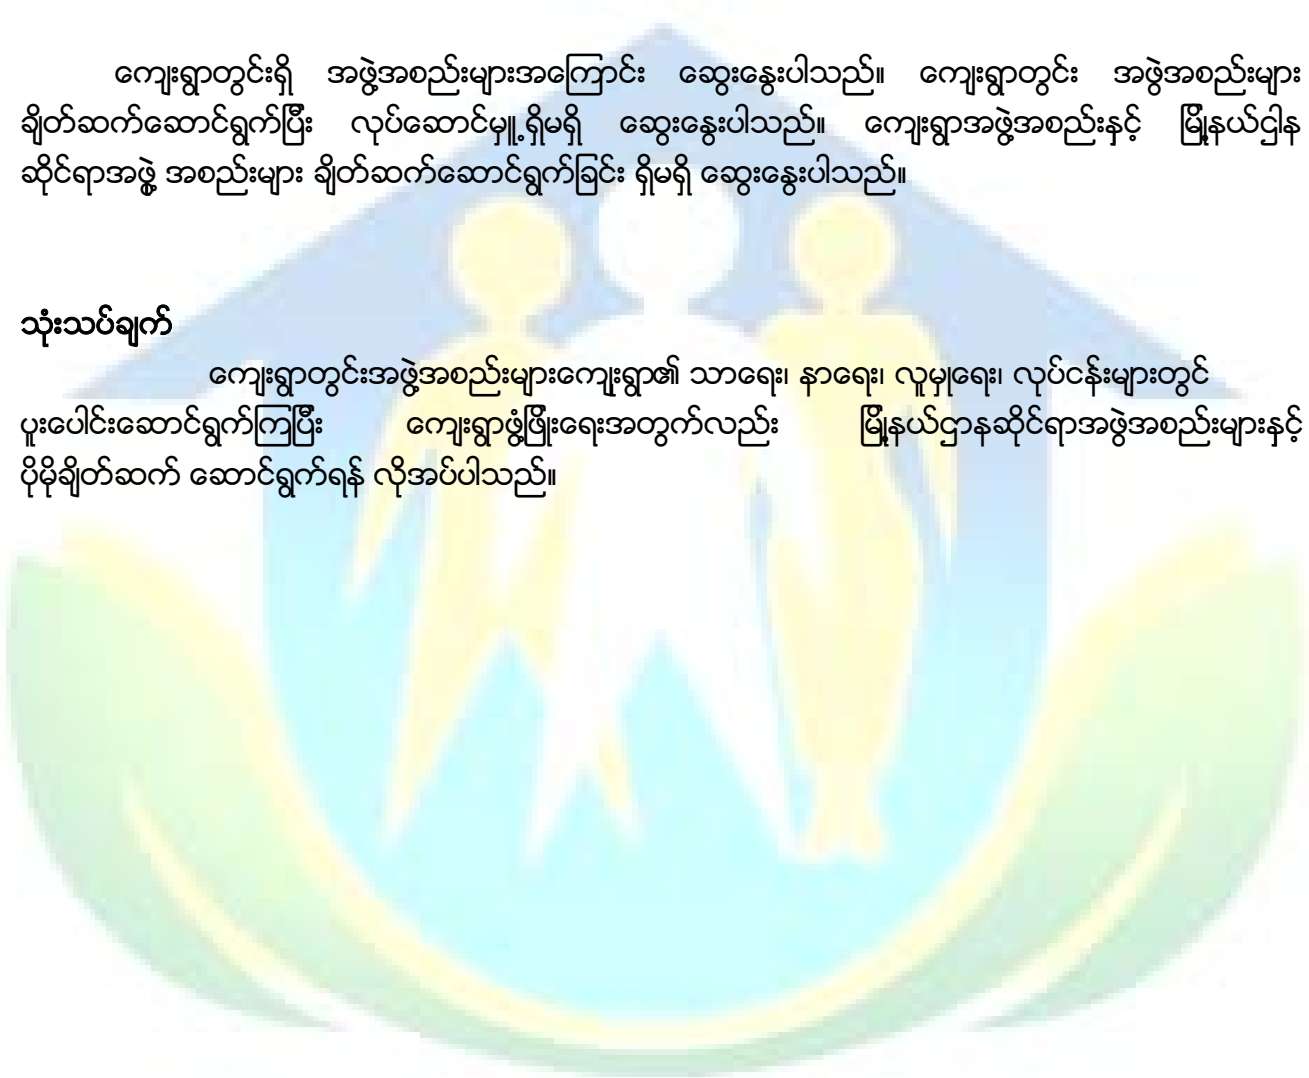 ကျေးရွာတွင်းရှိ အဖွဲ့အစည်းများအကြောင်း ဆွေးနွေးပါသည်။ ကျေးရွာတွင်း အဖွဲအစည်းများ
ချိတ်ဆက်ဆောင်ရွက်ပြီး လုပ်ဆောင်မှူ့ရှိမရှိ ဆွေးနွေးပါသည်။ ကျေးရွာအဖွဲ့အစည်းနှင့် မြို့နယ်ဌါန
ဆိုင်ရာအဖွဲ့ အစည်းများ ချိတ်ဆက်ဆောင်ရွက်ခြင်း ရှိမရှိ ဆွေးနွေးပါသည်။
သုံးသပ်ချက်
ကျေးရွာတွင်းအဖွဲ့အစည်းများကျေးရွာ၏ သာရေး၊ နာရေး၊ လူမှုရေး၊ လုပ်ငန်းများတွင်
ပူးပေါင်းဆောင်ရွက်ကြပြီး ကျေးရွာဖွံ့ဖြိုးရေးအတွက်လည်း မြို့နယ်ဌာနဆိုင်ရာအဖွဲအစည်းများနှင့်
ပိုမိုချိတ်ဆက် ဆောင်ရွက်ရန် လိုအပ်ပါသည်။